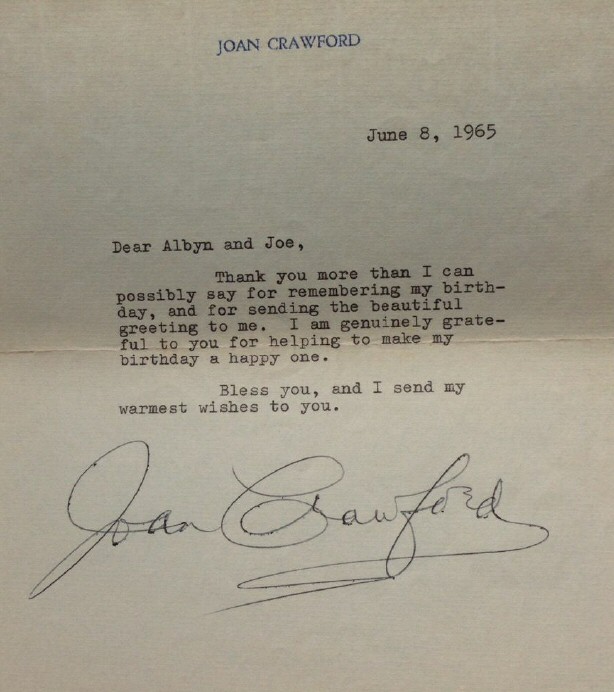 JOAN CRAWFORD
June 8, 1965
Dear Albyn and Joe,
Thank you more than I can
possibly say for remembering my birth-
day, and for sending the beautiful
greeting to me. I am genuinely grate-
ful to you for helping to make my
birthday a happy one.
Bless you, and I send my
warmest wishes to you.
Joan Crawford